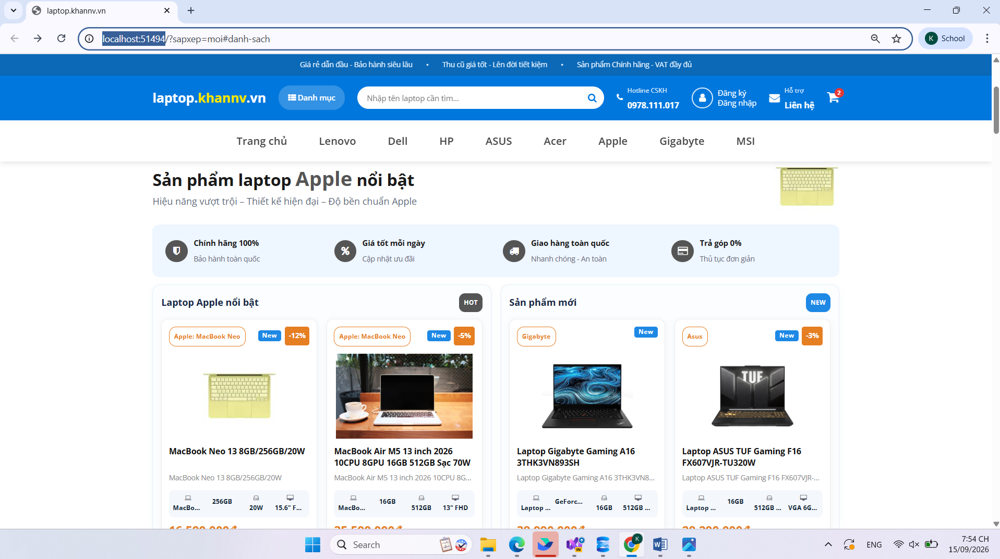 laptop.khannv.vn
localhost:51494/?sapxep=moi#danh-sach
K School
Giá rẻ dẫn đầu - Bảo hành siêu lâu • Thu cũ giá tốt - Lên đời tiết kiệm • Sản phẩm Chính hãng - VAT đầy đủ
laptop.khannv.vn
Danh mục
Nhập tên laptop cần tìm...
Hotline CSKH
0978.111.017
Đăng ký
Đăng nhập
Hỗ trợ
Liên hệ
2
Trang chủ Lenovo Dell HP ASUS Acer Apple Gigabyte MSI
Sản phẩm laptop Apple nổi bật
Hiệu năng vượt trội – Thiết kế hiện đại – Độ bền chuẩn Apple
Chính hãng 100%
Bảo hành toàn quốc
Giá tốt mỗi ngày
Cập nhật ưu đãi
Giao hàng toàn quốc
Nhanh chóng - An toàn
Trả góp 0%
Thủ tục đơn giản
Laptop Apple nổi bật
HOT
Apple: MacBook Neo
New
-12%
MacBook Neo 13 8GB/256GB/20W
MacBook Neo 13 8GB/256GB/20W
MacBo...
256GB
20W
15.6" F...
16.590.000₫
Apple: MacBook Neo
New
-5%
MacBook Air M5 13 inch 2026
10CPU 8GPU 16GB 512GB Sạc 70W
MacBook Air M5 13 inch 2026 10CPU 8G...
MacBo...
16GB
512GB
13" FHD
35.590.000₫
Sản phẩm mới
NEW
Gigabyte
New
Laptop Gigabyte Gaming A16
3THK3VN893SH
Laptop Gigabyte Gaming A16 3THK3VN8...
Laptop ...
GeForc...
16GB
512GB ...
Asus
New
-3%
TUF
Laptop ASUS TUF Gaming F16
FX607VJR-TU320W
Laptop ASUS TUF Gaming F16 FX607VJR-...
Laptop ...
16GB
512GB ...
VGA 6G...
Search
ENG
7:54 CH
15/09/2026